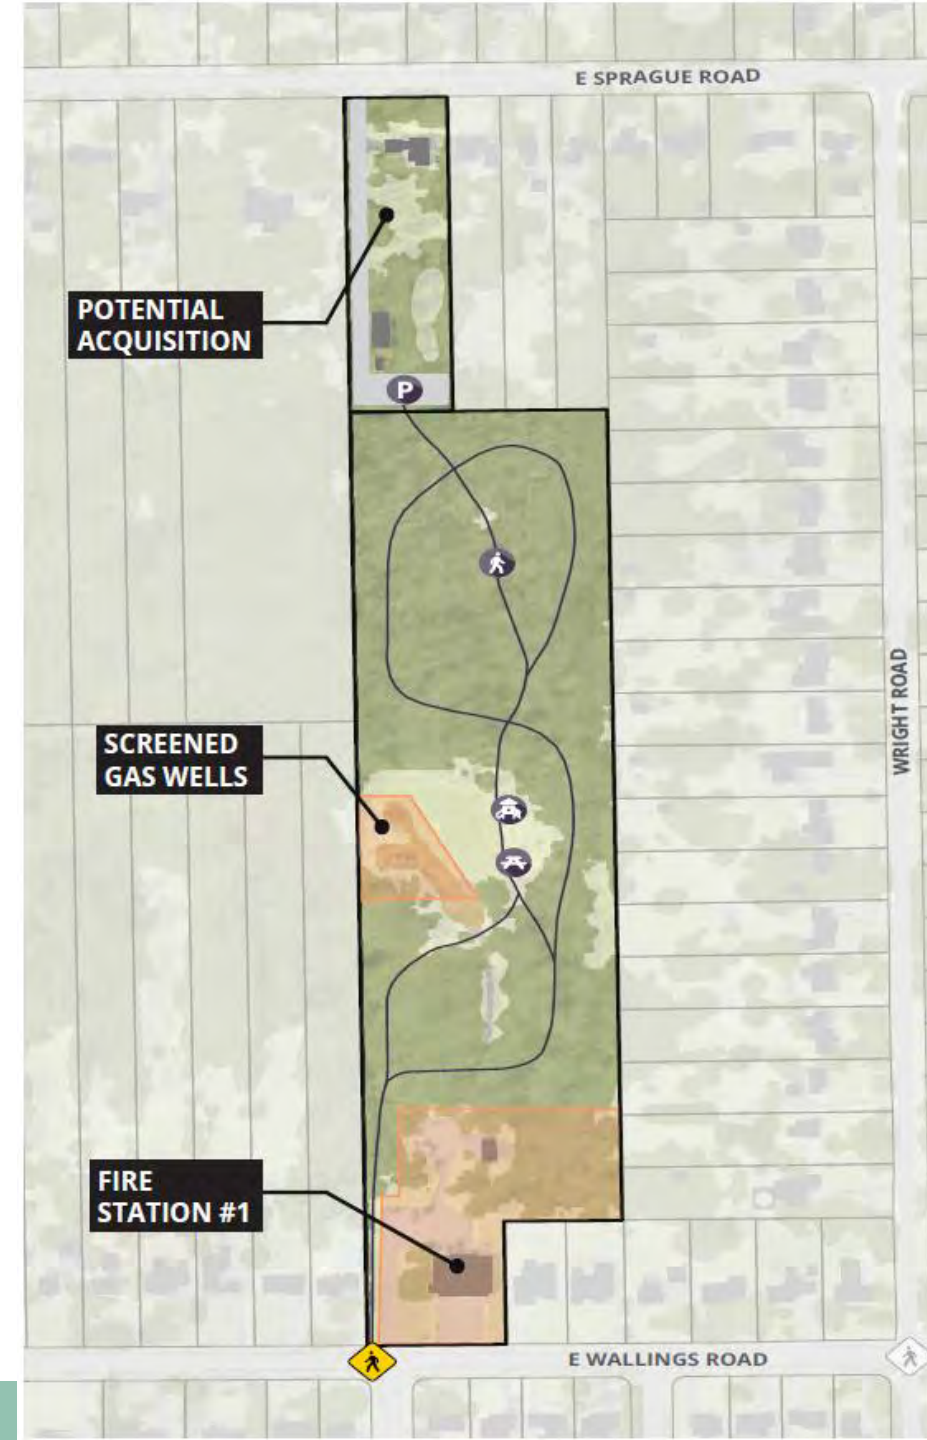 E SPRAGUE ROAD
POTENTIAL
ACQUISITION
P
WRIGHT ROAD
SCREENED
GAS WELLS
FIRE
STATION #1
E WALLINGS ROAD